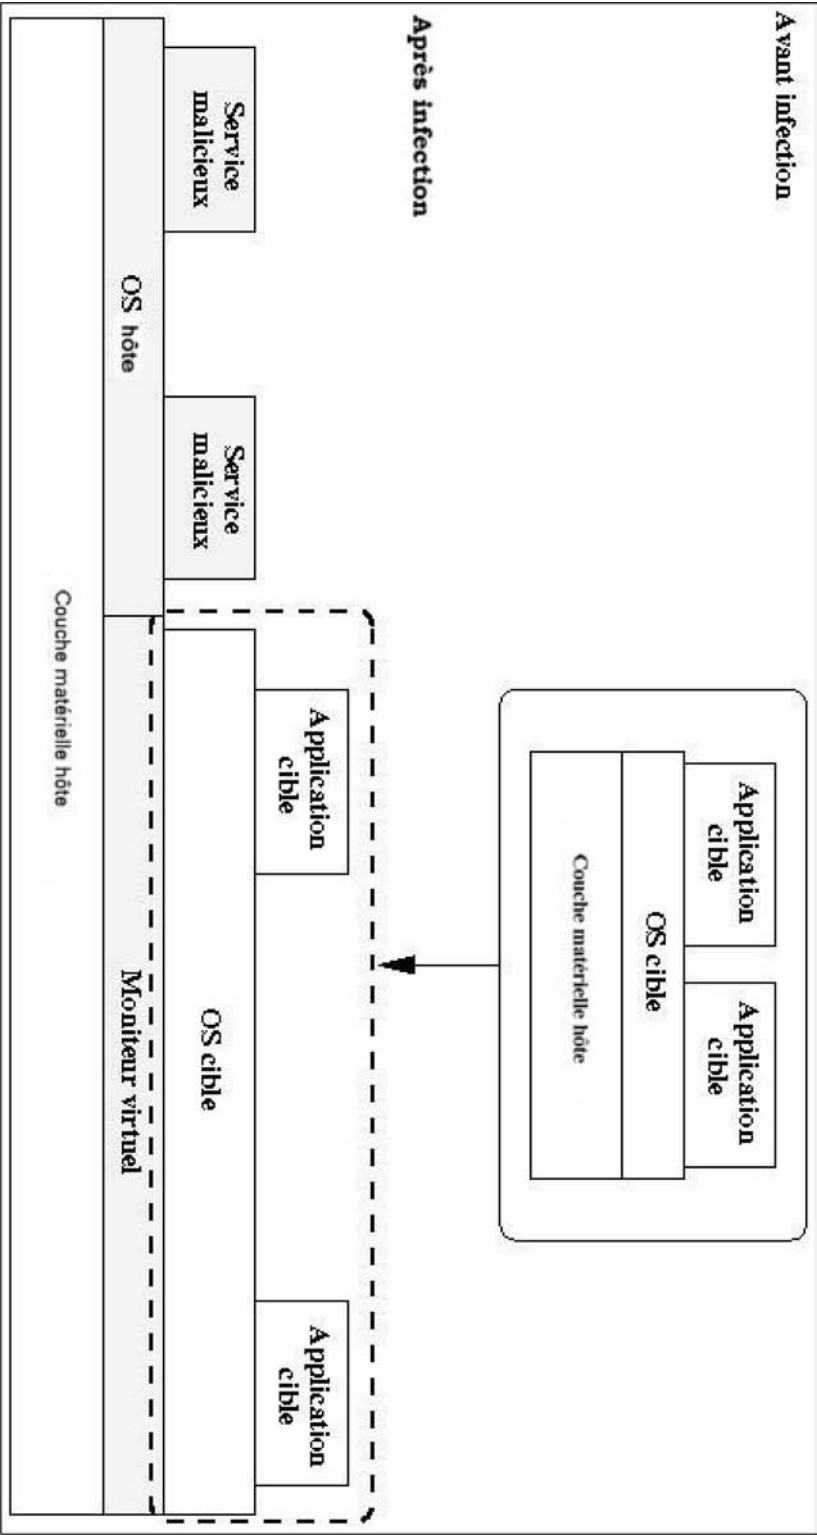 Avant infection
Application
cible
Application
cible
OS cible
Couche matérielle hôte
Après infection
Application
cible
Application
cible
Service
malicieux
Service
malicieux
OS cible
OS hôte
Moniteur virtuel
Couche matérielle hôte